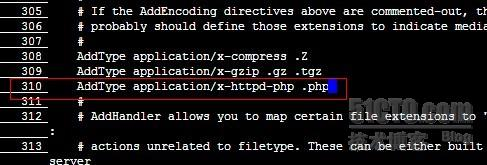 305 # If the AddEncoding directives above are commented-out, th
306 # probably should define those extensions to indicate media
307 #
308 AddType application/x-compress .Z
309 AddType application/x-gzip .gz .tgz
310 AddType application/x-httpd-php .php
311 #
312 # AddHandler allows you to map certain file extensions to "
:
313 # actions unrelated to filetype. These can be either built
server
51CTO.com
技术博客 Blog